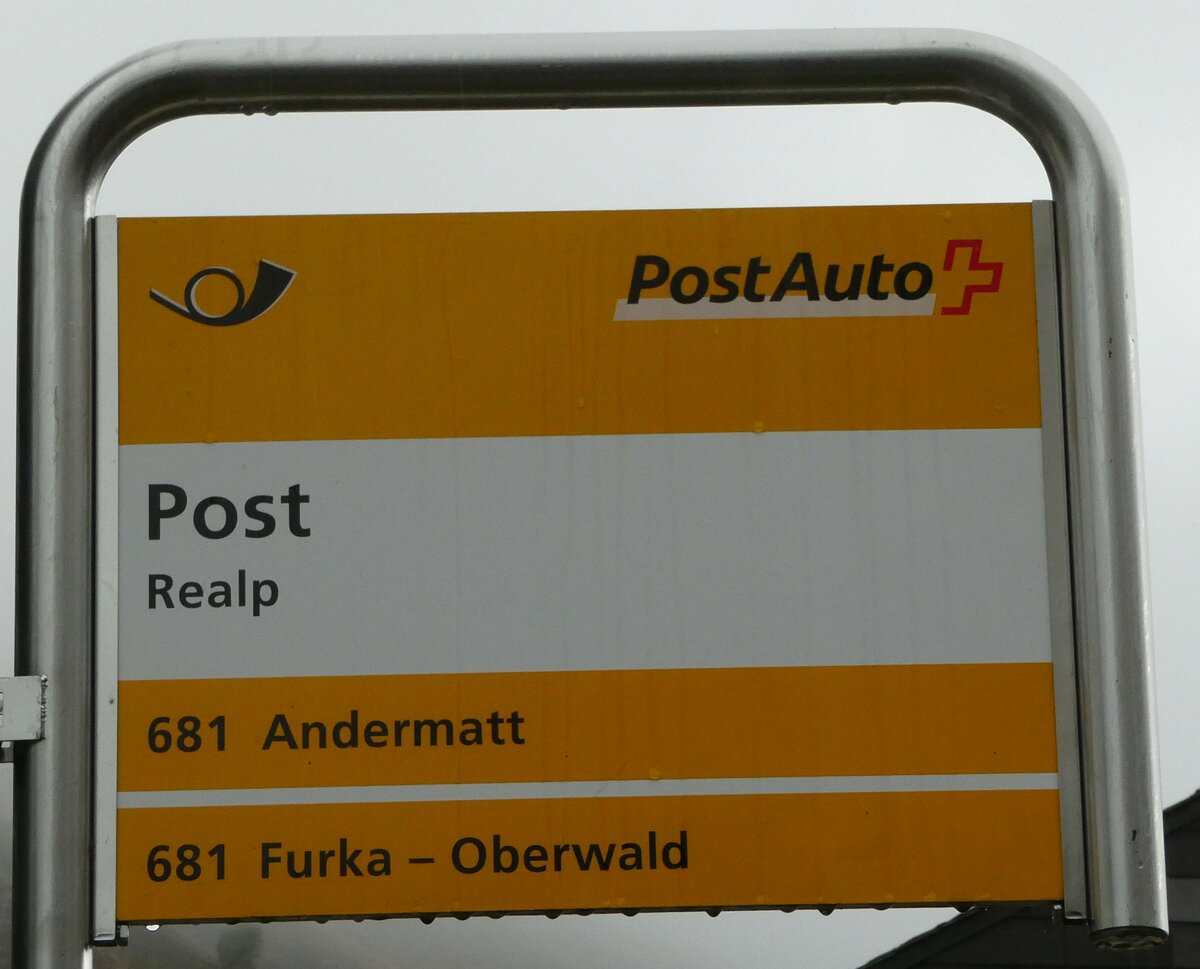 PostAuto
Post
Realp
681 Andermatt
681 Furka – Oberwald